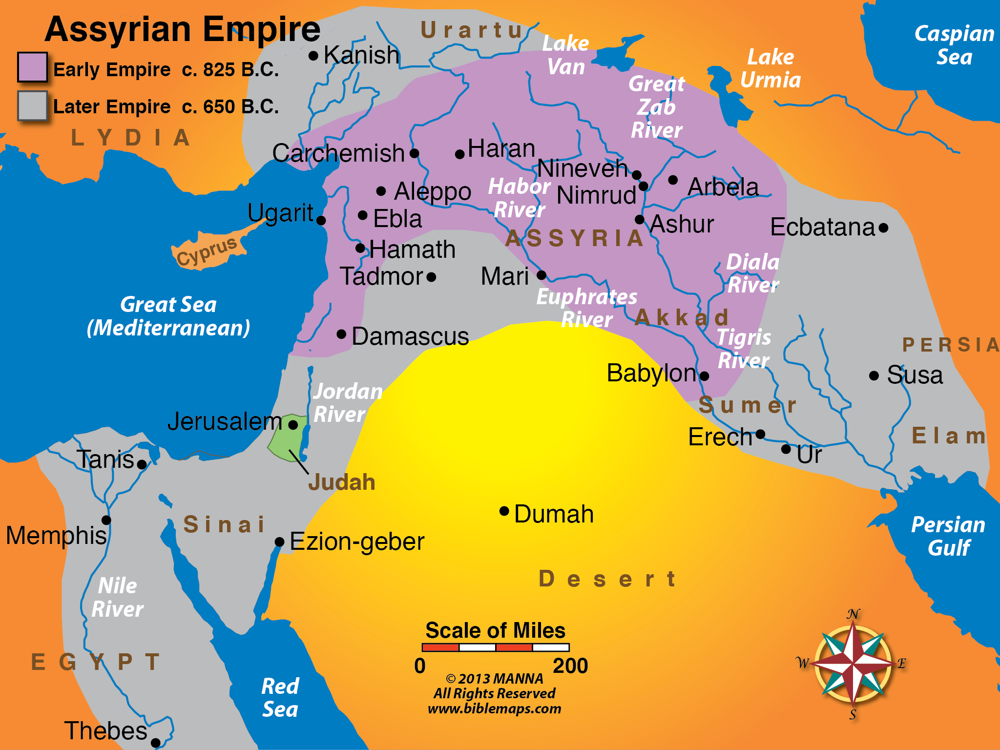 Assyrian Empire
Early Empire c. 825 B.C.
Later Empire c. 650 B.C.
LYDIA
Kanish
Urartu
Lake
Van
Great
Zab
River
Lake
Urmia
Caspian
Sea
Carchemish
Haran
Nineveh
Nimrud
Arbela
Habor
River
Aleppo
Ugarit
Ebla
Cyprus
Hamath
ASSYRIA
Ashur
Ecbatana
Tadmor
Mari
Diala
River
Great Sea
(Mediterranean)
Euphrates
River
Akkad
Tigris
River
PERSIA
Damascus
Babylon
Susa
Jordan
River
Sumer
Jerusalem
Erech
Ur
Elam
Tanis
Judah
Memphis
Sinai
Dumah
Ezion-geber
Persian
Gulf
Nile
River
Desert
EGYPT
Red
Sea
Thebes
Scale of Miles
0 200
© 2013 MANNA
All Rights Reserved
www.biblemaps.com
N
W E
S